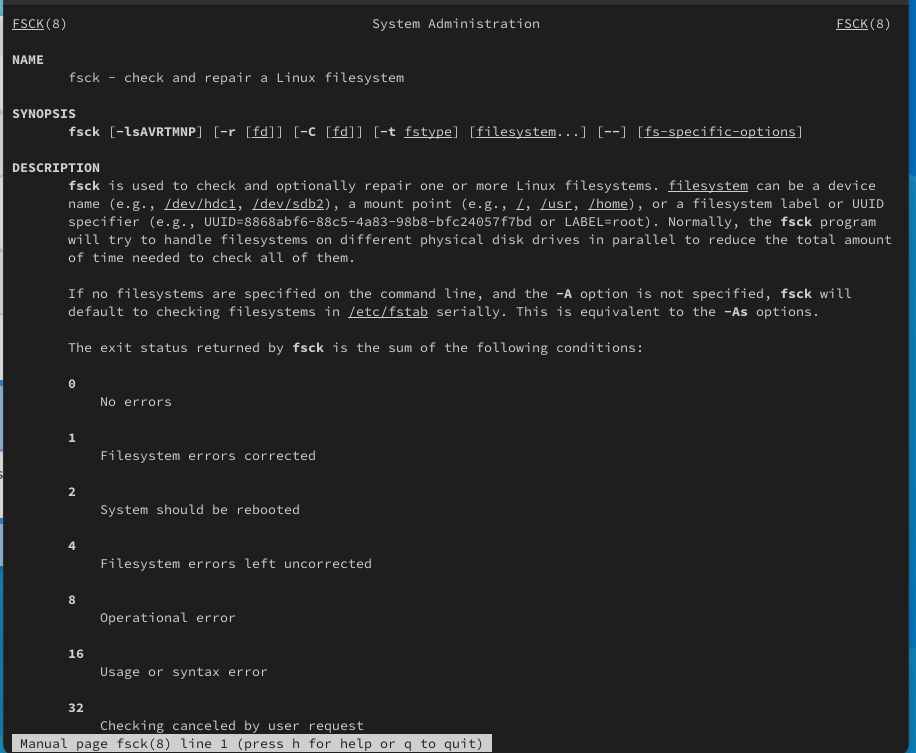 FSCK(8) System Administration FSCK(8)
NAME
fsck - check and repair a Linux filesystem
SYNOPSIS
fsck [-lsAVRTMNP] [-r [fd]] [-C [fd]] [-t fstype] [filesystem...] [--] [fs-specific-options]
DESCRIPTION
fsck is used to check and optionally repair one or more Linux filesystems. filesystem can be a device
name (e.g., /dev/hdc1, /dev/sdb2), a mount point (e.g., /, /usr, /home), or a filesystem label or UUID
specifier (e.g., UUID=8868abf6-88c5-4a83-98b8-bfc24057f7bd or LABEL=root). Normally, the fsck program
will try to handle filesystems on different physical disk drives in parallel to reduce the total amount
of time needed to check all of them.
If no filesystems are specified on the command line, and the -A option is not specified, fsck will
default to checking filesystems in /etc/fstab serially. This is equivalent to the -As options.
The exit status returned by fsck is the sum of the following conditions:
0
No errors
1
Filesystem errors corrected
2
System should be rebooted
4
Filesystem errors left uncorrected
8
Operational error
16
Usage or syntax error
32
Checking canceled by user request
Manual page fsck(8) line 1 (press h for help or q to quit)